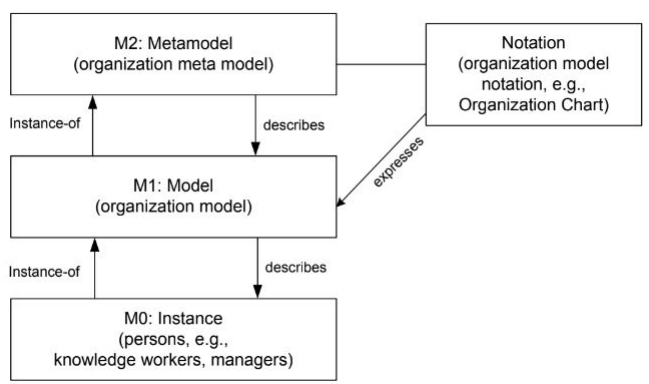 M2: Metamodel
(organization meta model)
Notation
(organization model
notation, e.g.,
Organization Chart)
Instance-of
describes
expresses
M1: Model
(organization model)
Instance-of
describes
M0: Instance
(persons, e.g.,
knowledge workers, managers)